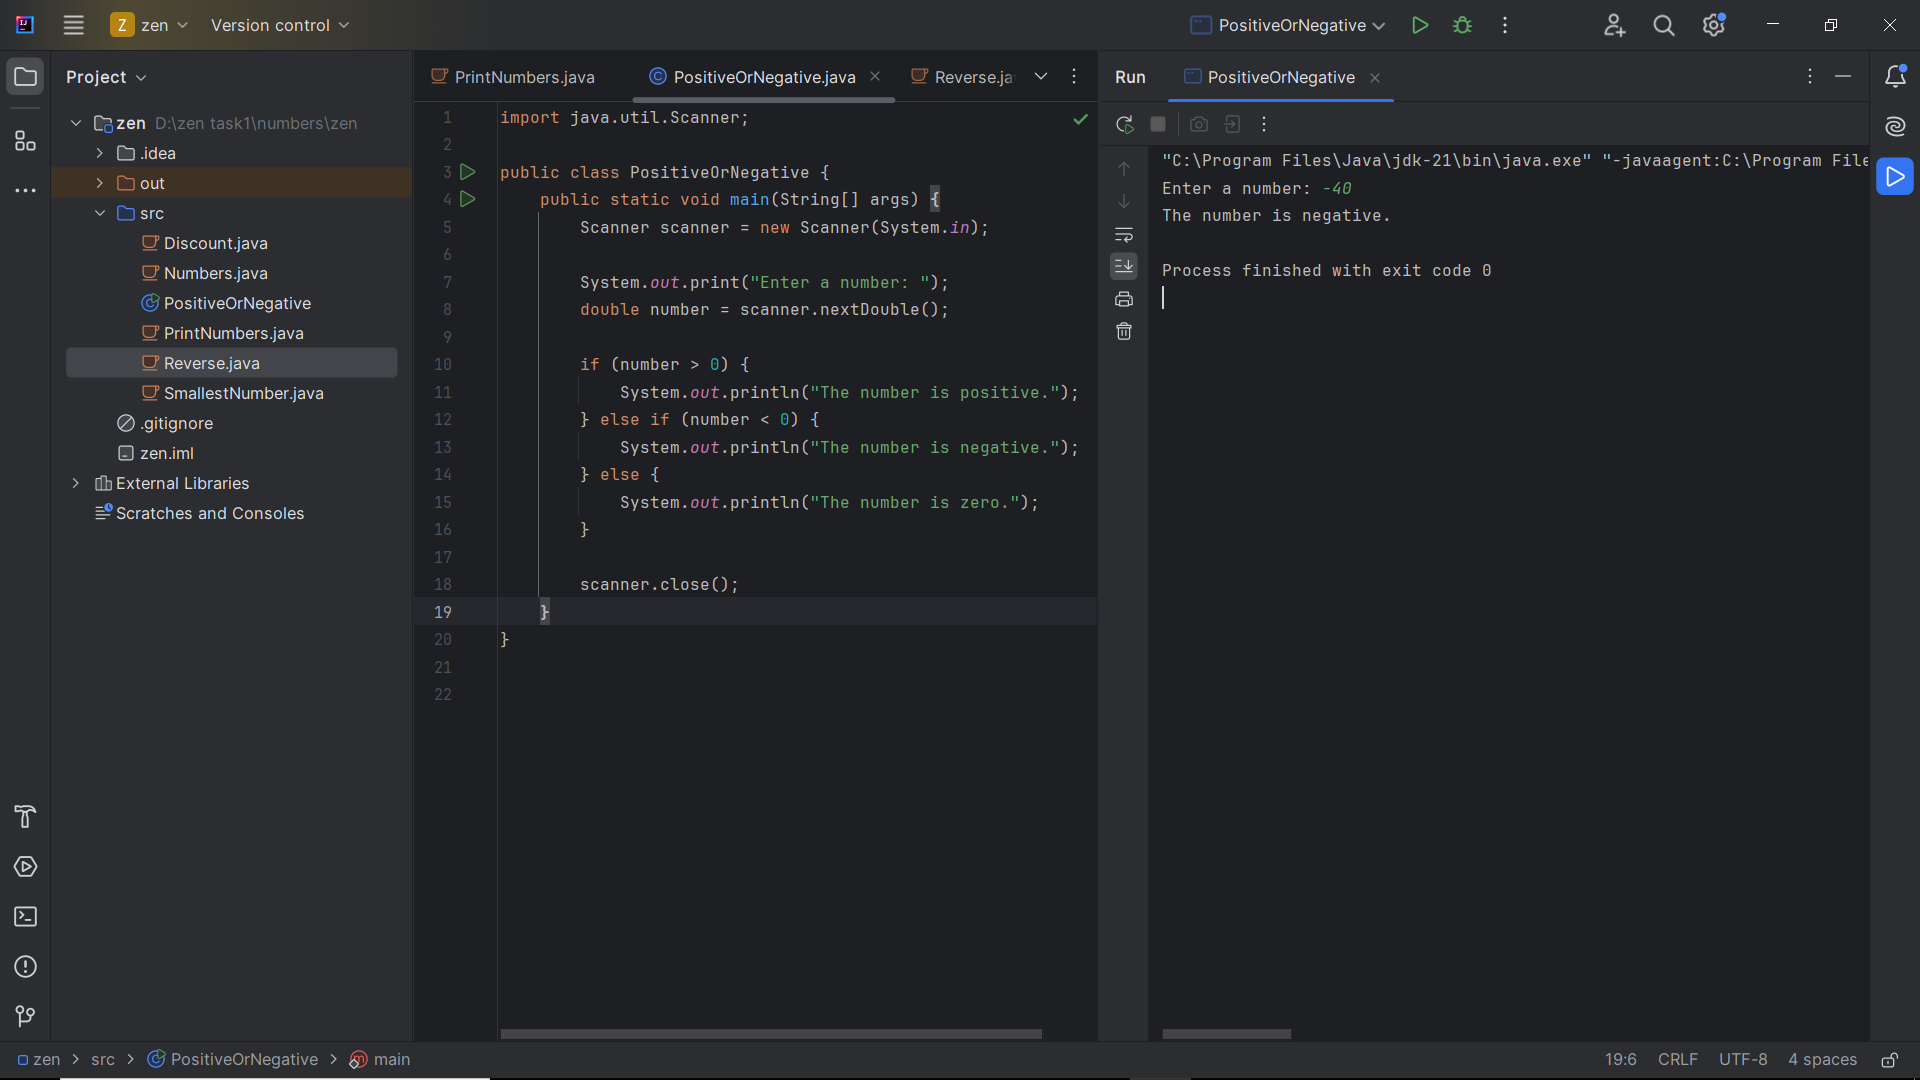 Z zen Version control PositiveOrNegative
Project
zen D:\zen task1\numbers\zen
.idea
out
src
Discount.java
Numbers.java
PositiveOrNegative
PrintNumbers.java
Reverse.java
SmallestNumber.java
.gitignore
zen.iml
External Libraries
Scratches and Consoles
PrintNumbers.java PositiveOrNegative.java Reverse.ja
1 import java.util.Scanner;
2
3 public class PositiveOrNegative {
4     public static void main(String[] args) {
5         Scanner scanner = new Scanner(System.in);
6
7         System.out.print("Enter a number: ");
8         double number = scanner.nextDouble();
9
10         if (number > 0) {
11             System.out.println("The number is positive.");
12         } else if (number < 0) {
13             System.out.println("The number is negative.");
14         } else {
15             System.out.println("The number is zero.");
16         }
17
18         scanner.close();
19     }
20 }
21
22
Run PositiveOrNegative
"C:\Program Files\Java\jdk-21\bin\java.exe" "-javaagent:C:\Program File
Enter a number: -40
The number is negative.
Process finished with exit code 0
zen > src > PositiveOrNegative > main
19:6 CRLF UTF-8 4 spaces